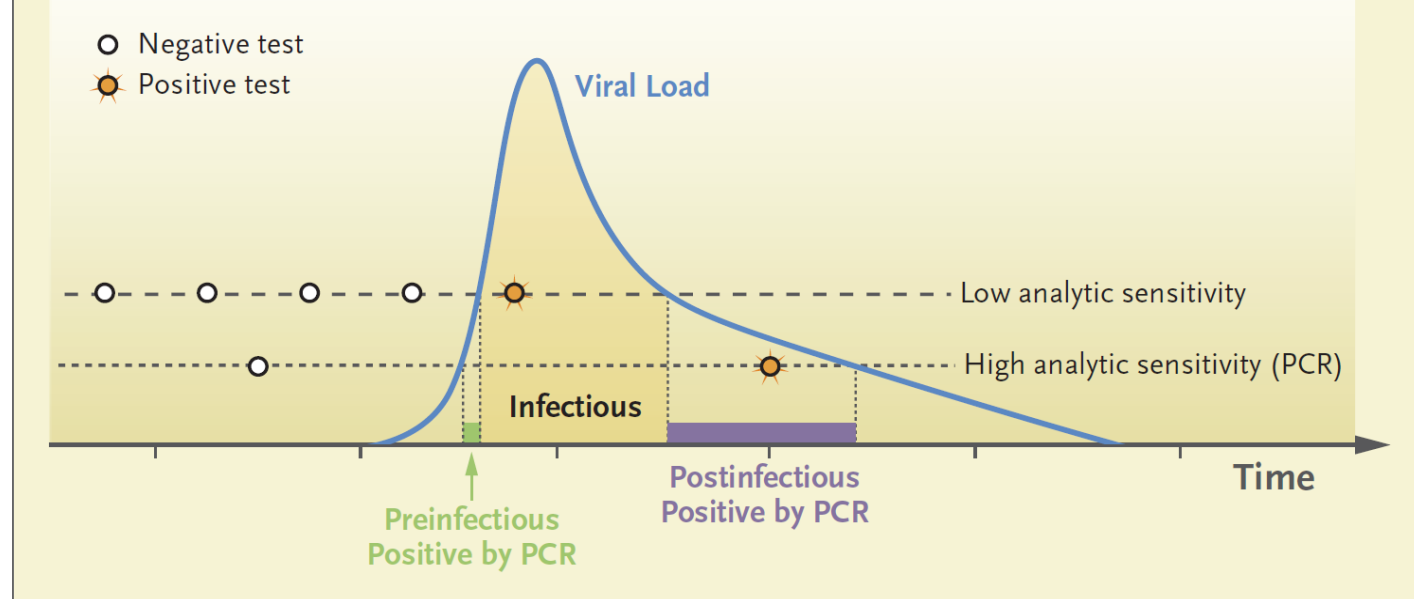 Negative test
Positive test
Viral Load
Low analytic sensitivity
High analytic sensitivity (PCR)
Infectious
Time
Postinfectious
Positive by PCR
Preinfectious
Positive by PCR